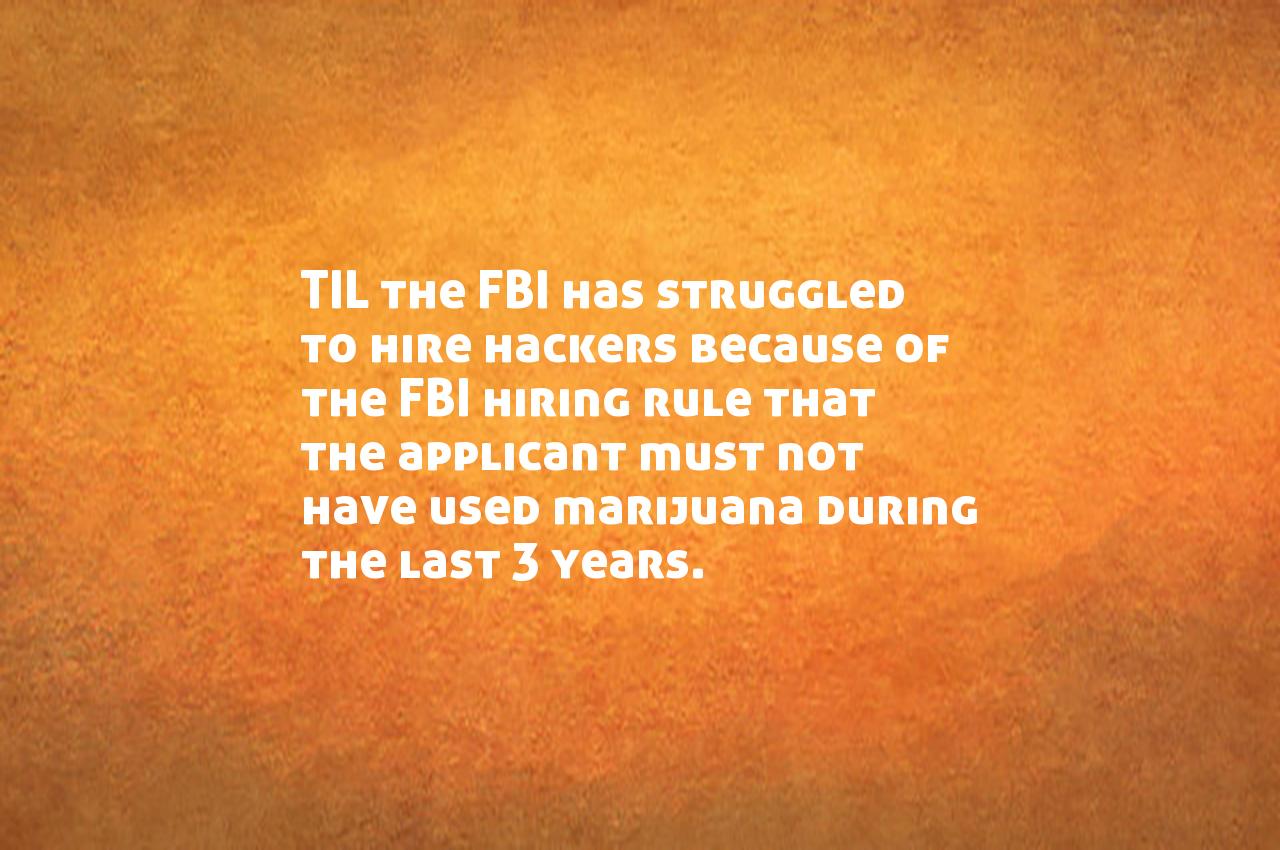 TIL the FBI has struggled
to hire hackers because of
the FBI hiring rule that
the applicant must not
have used marijuana during
the last 3 years.